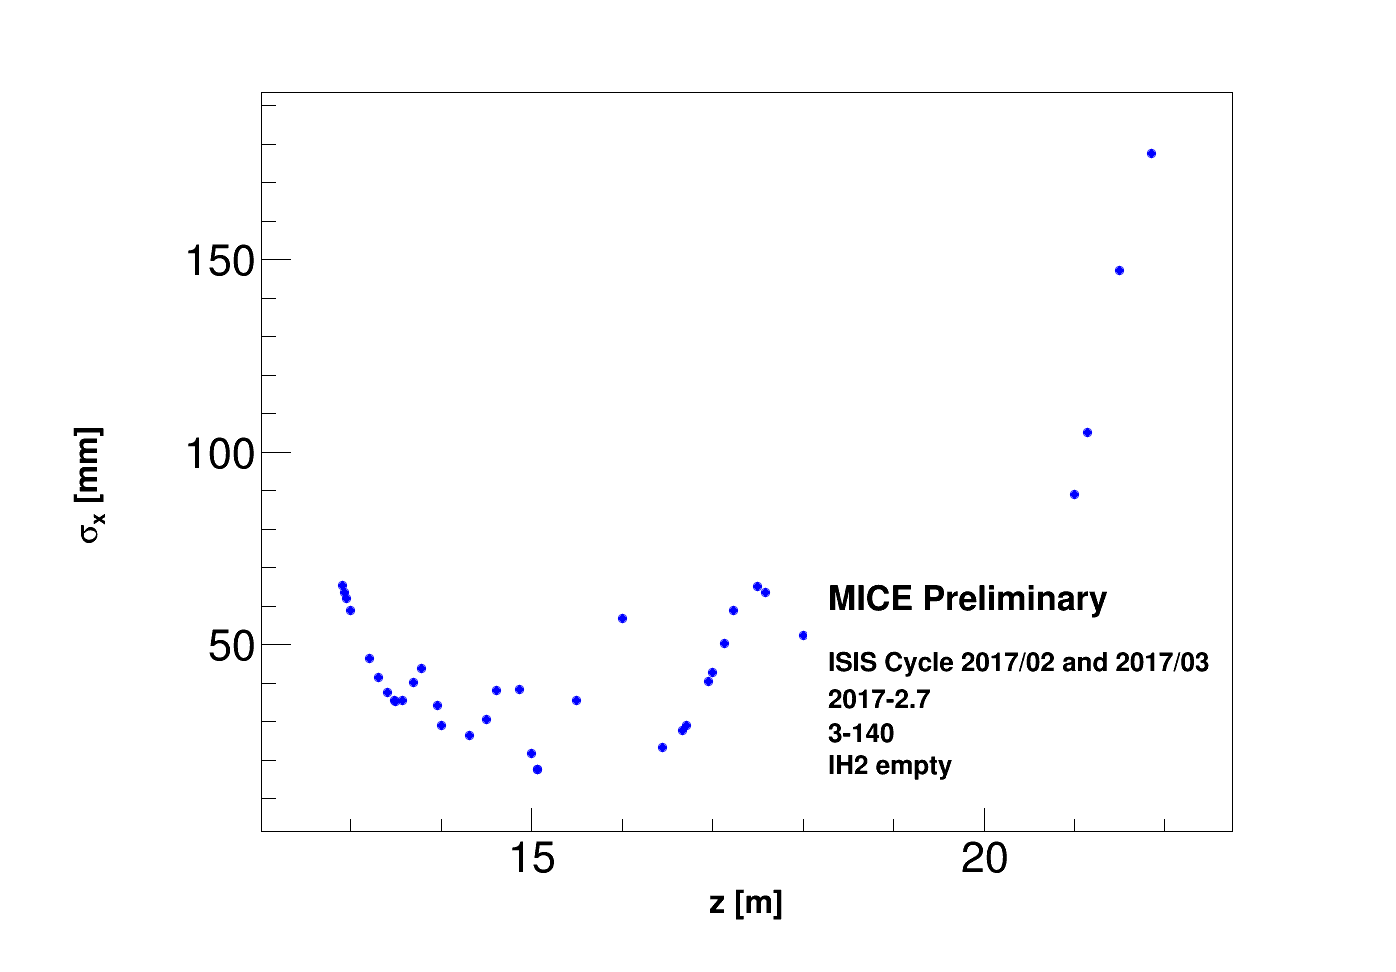 150
100
50
σx [mm]
MICE Preliminary
ISIS Cycle 2017/02 and 2017/03
2017-2.7
3-140
IH2 empty
15
20
z [m]